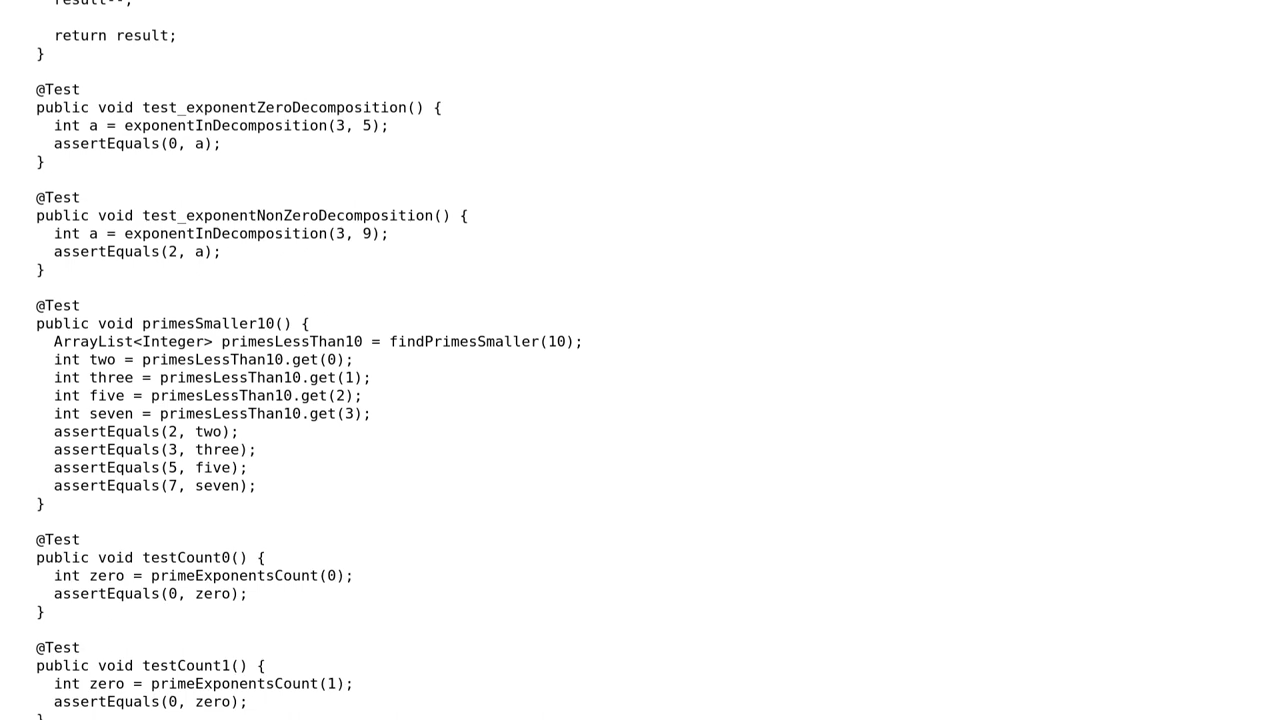 result--;

  return result;
}

@Test
public void test_exponentZeroDecomposition() {
  int a = exponentInDecomposition(3, 5);
  assertEquals(0, a);
}

@Test
public void test_exponentNonZeroDecomposition() {
  int a = exponentInDecomposition(3, 9);
  assertEquals(2, a);
}

@Test
public void primesSmaller10() {
  ArrayList<Integer> primesLessThan10 = findPrimesSmaller(10);
  int two = primesLessThan10.get(0);
  int three = primesLessThan10.get(1);
  int five = primesLessThan10.get(2);
  int seven = primesLessThan10.get(3);
  assertEquals(2, two);
  assertEquals(3, three);
  assertEquals(5, five);
  assertEquals(7, seven);
}

@Test
public void testCount0() {
  int zero = primeExponentsCount(0);
  assertEquals(0, zero);
}

@Test
public void testCount1() {
  int zero = primeExponentsCount(1);
  assertEquals(0, zero);
}